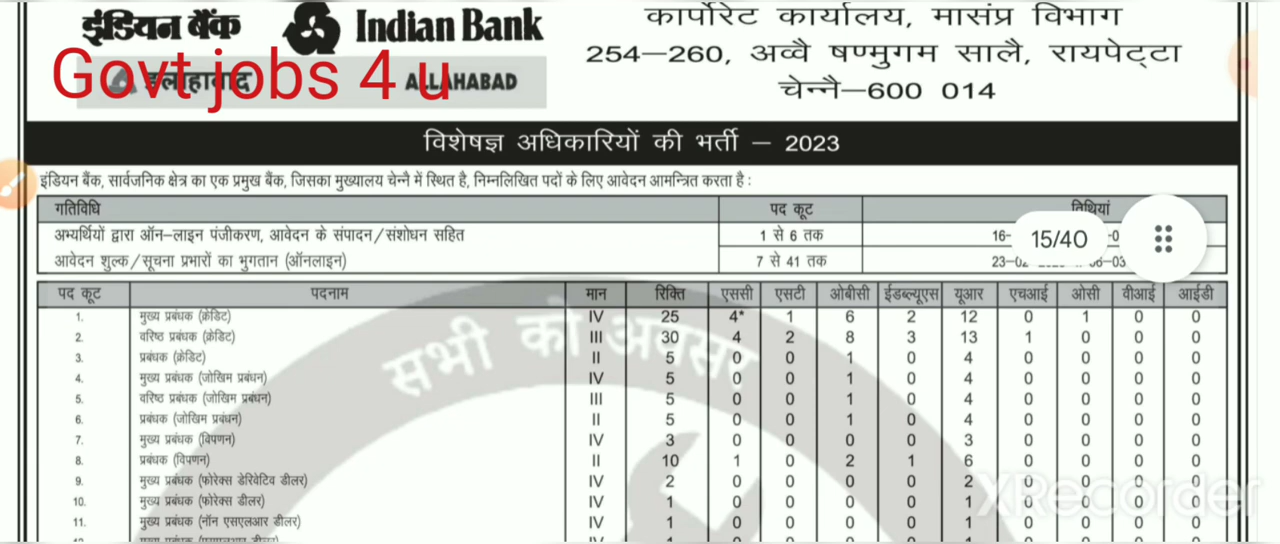 इंडियन बैंक Indian Bank
Govt jobs 4 u
इलाहाबाद ALLAHABAD
कार्पोरेट कार्यालय, मासंप्र विभाग
254–260, अव्वै षण्मुगम सालै, रायपेट्टा
चेन्नै–600 014
विशेषज्ञ अधिकारियों की भर्ती – 2023
इंडियन बैंक, सार्वजनिक क्षेत्र का एक प्रमुख बैंक, जिसका मुख्यालय चेन्नै में स्थित है, निम्नलिखित पदों के लिए आवेदन आमन्त्रित करता है :
गतिविधि पद कूट तिथियां
अभ्यर्थियों द्वारा ऑन–लाइन पंजीकरण, आवेदन के संपादन/संशोधन सहित 1 से 6 तक 16-
15/40
आवेदन शुल्क/सूचना प्रभारों का भुगतान (ऑनलाइन) 7 से 41 तक
पद कूट पदनाम मान रिक्ति एससी एसटी ओबीसी ईडब्ल्यूएस यूआर एचआई ओसी वीआई आईडी
1. मुख्य प्रबंधक (क्रेडिट) IV 25 4* 1 6 2 12 0 1 0 0
2. वरिष्ठ प्रबंधक (क्रेडिट) III 30 4 2 8 3 13 1 0 0 0
3. प्रबंधक (क्रेडिट) II 5 0 0 1 0 4 0 0 0 0
4. मुख्य प्रबंधक (जोखिम प्रबंधन) IV 5 0 0 1 0 4 0 0 0 0
5. वरिष्ठ प्रबंधक (जोखिम प्रबंधन) III 5 0 0 1 0 4 0 0 0 0
6. प्रबंधक (जोखिम प्रबंधन) II 5 0 0 1 0 4 0 0 0 0
7. मुख्य प्रबंधक (विपणन) IV 3 0 0 0 0 3 0 0 0 0
8. प्रबंधक (विपणन) II 10 1 0 2 1 6 0 0 0 0
9. मुख्य प्रबंधक (फोरेक्स डेरिवेटिव डीलर) IV 2 0 0 0 0 2 0 0 0 0
10. मुख्य प्रबंधक (फोरेक्स डीलर) IV 1 0 0 0 0 1 0 0 0 0
11. मुख्य प्रबंधक (नॉन एसएलआर डीलर) IV 1 0 0 0 0 1 0 0 0 0
सभी को अवसर
XRecorder